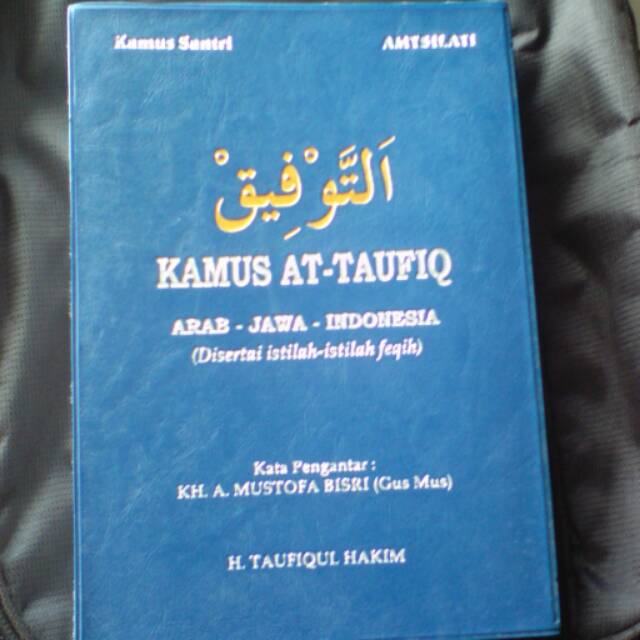 Kamus Santri AMTSILATI
اَلتَّوْفِيقْ
KAMUS AT-TAUFIQ
ARAB - JAWA - INDONESIA
(Disertai istilah-istilah feqih)
Kata Pengantar :
KH. A. MUSTOFA BISRI (Gus Mus)
H. TAUFIQUL HAKIM